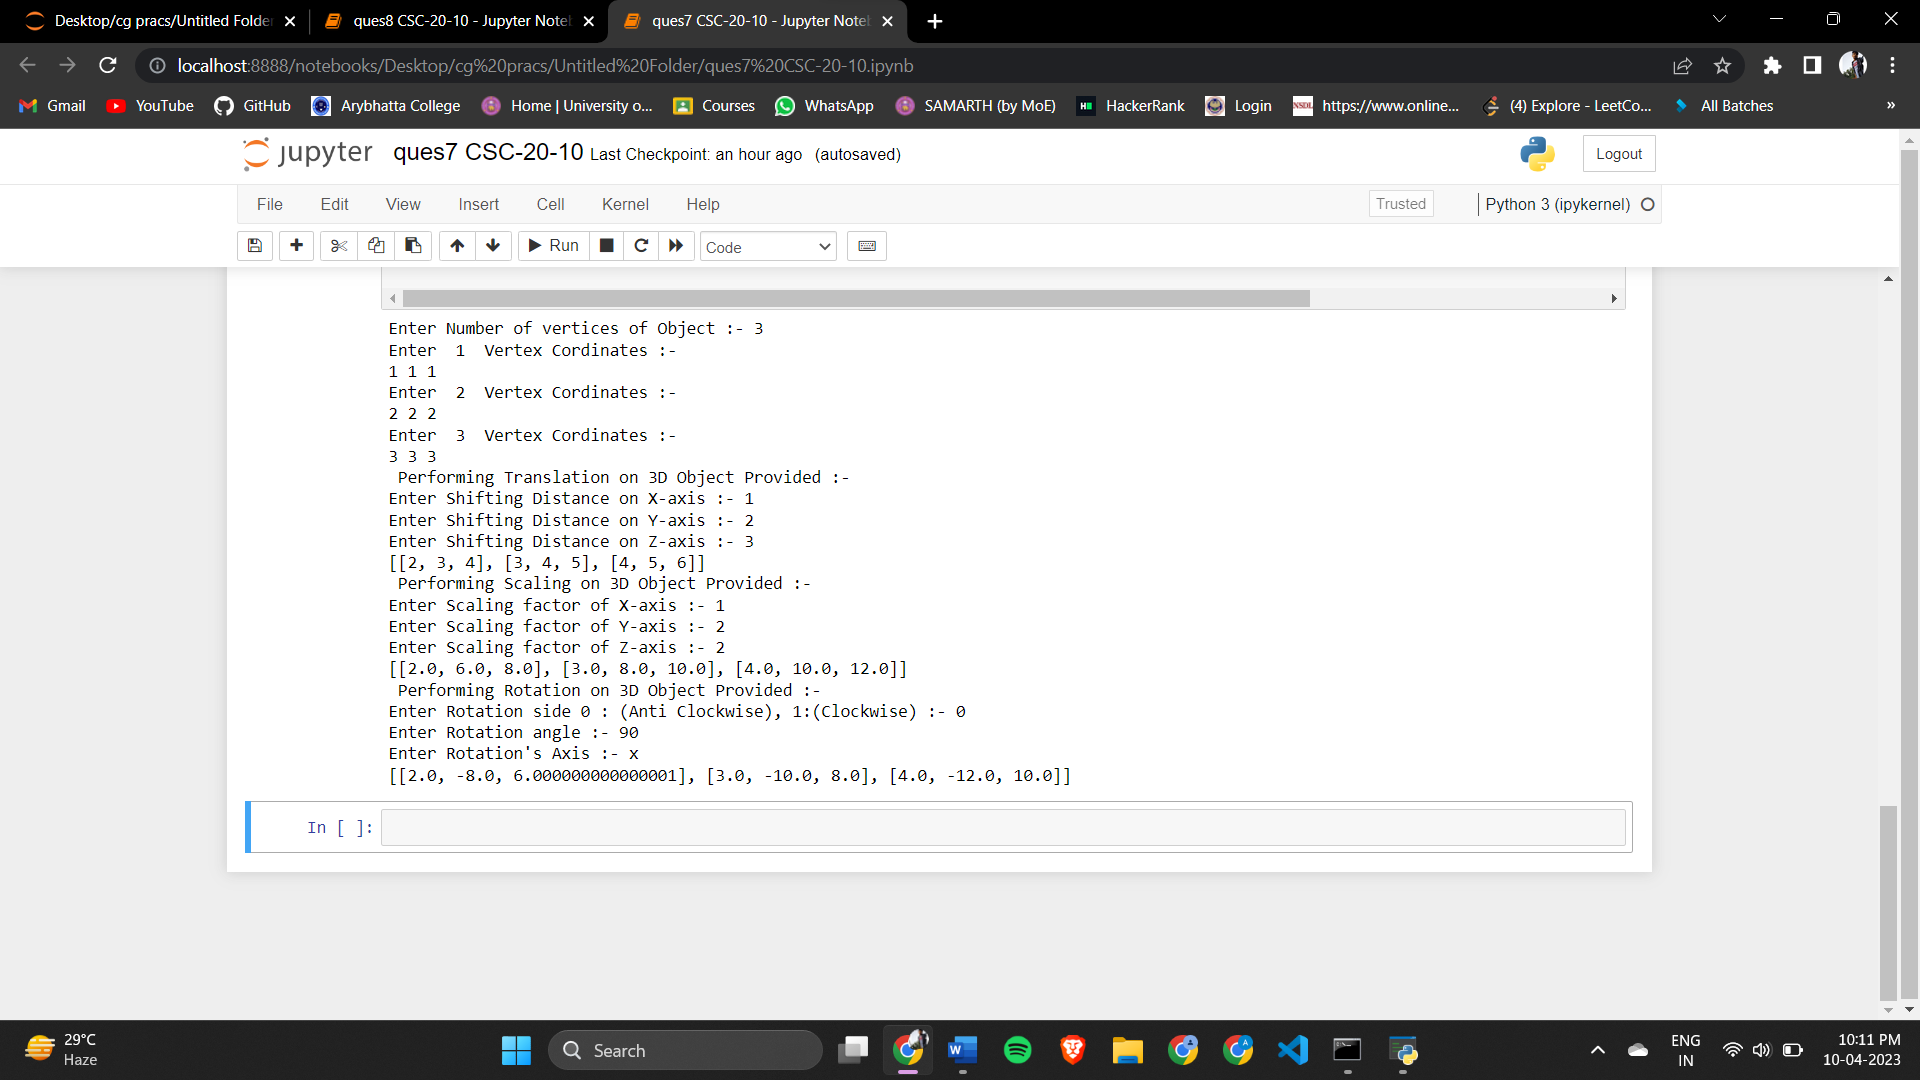 Desktop/cg pracs/Untitled Folde
ques8 CSC-20-10 - Jupyter Note
ques7 CSC-20-10 - Jupyter Note
localhost:8888/notebooks/Desktop/cg%20pracs/Untitled%20Folder/ques7%20CSC-20-10.ipynb
Gmail YouTube GitHub Arybhatta College Home | University o... Courses WhatsApp SAMARTH (by MoE) HackerRank Login NSDL https://www.online... (4) Explore - LeetCo... All Batches »
jupyter ques7 CSC-20-10 Last Checkpoint: an hour ago (autosaved) Logout
File Edit View Insert Cell Kernel Help Trusted Python 3 (ipykernel)
Run Code
Enter Number of vertices of Object :- 3
Enter  1  Vertex Cordinates :-
1 1 1
Enter  2  Vertex Cordinates :-
2 2 2
Enter  3  Vertex Cordinates :-
3 3 3
Performing Translation on 3D Object Provided :-
Enter Shifting Distance on X-axis :- 1
Enter Shifting Distance on Y-axis :- 2
Enter Shifting Distance on Z-axis :- 3
[[2, 3, 4], [3, 4, 5], [4, 5, 6]]
Performing Scaling on 3D Object Provided :-
Enter Scaling factor of X-axis :- 1
Enter Scaling factor of Y-axis :- 2
Enter Scaling factor of Z-axis :- 2
[[2.0, 6.0, 8.0], [3.0, 8.0, 10.0], [4.0, 10.0, 12.0]]
Performing Rotation on 3D Object Provided :-
Enter Rotation side 0 : (Anti Clockwise), 1:(Clockwise) :- 0
Enter Rotation angle :- 90
Enter Rotation's Axis :- x
[[2.0, -8.0, 6.000000000000001], [3.0, -10.0, 8.0], [4.0, -12.0, 10.0]]
In [ ]:
29°C
Haze
Search
ENG
IN
10:11 PM
10-04-2023